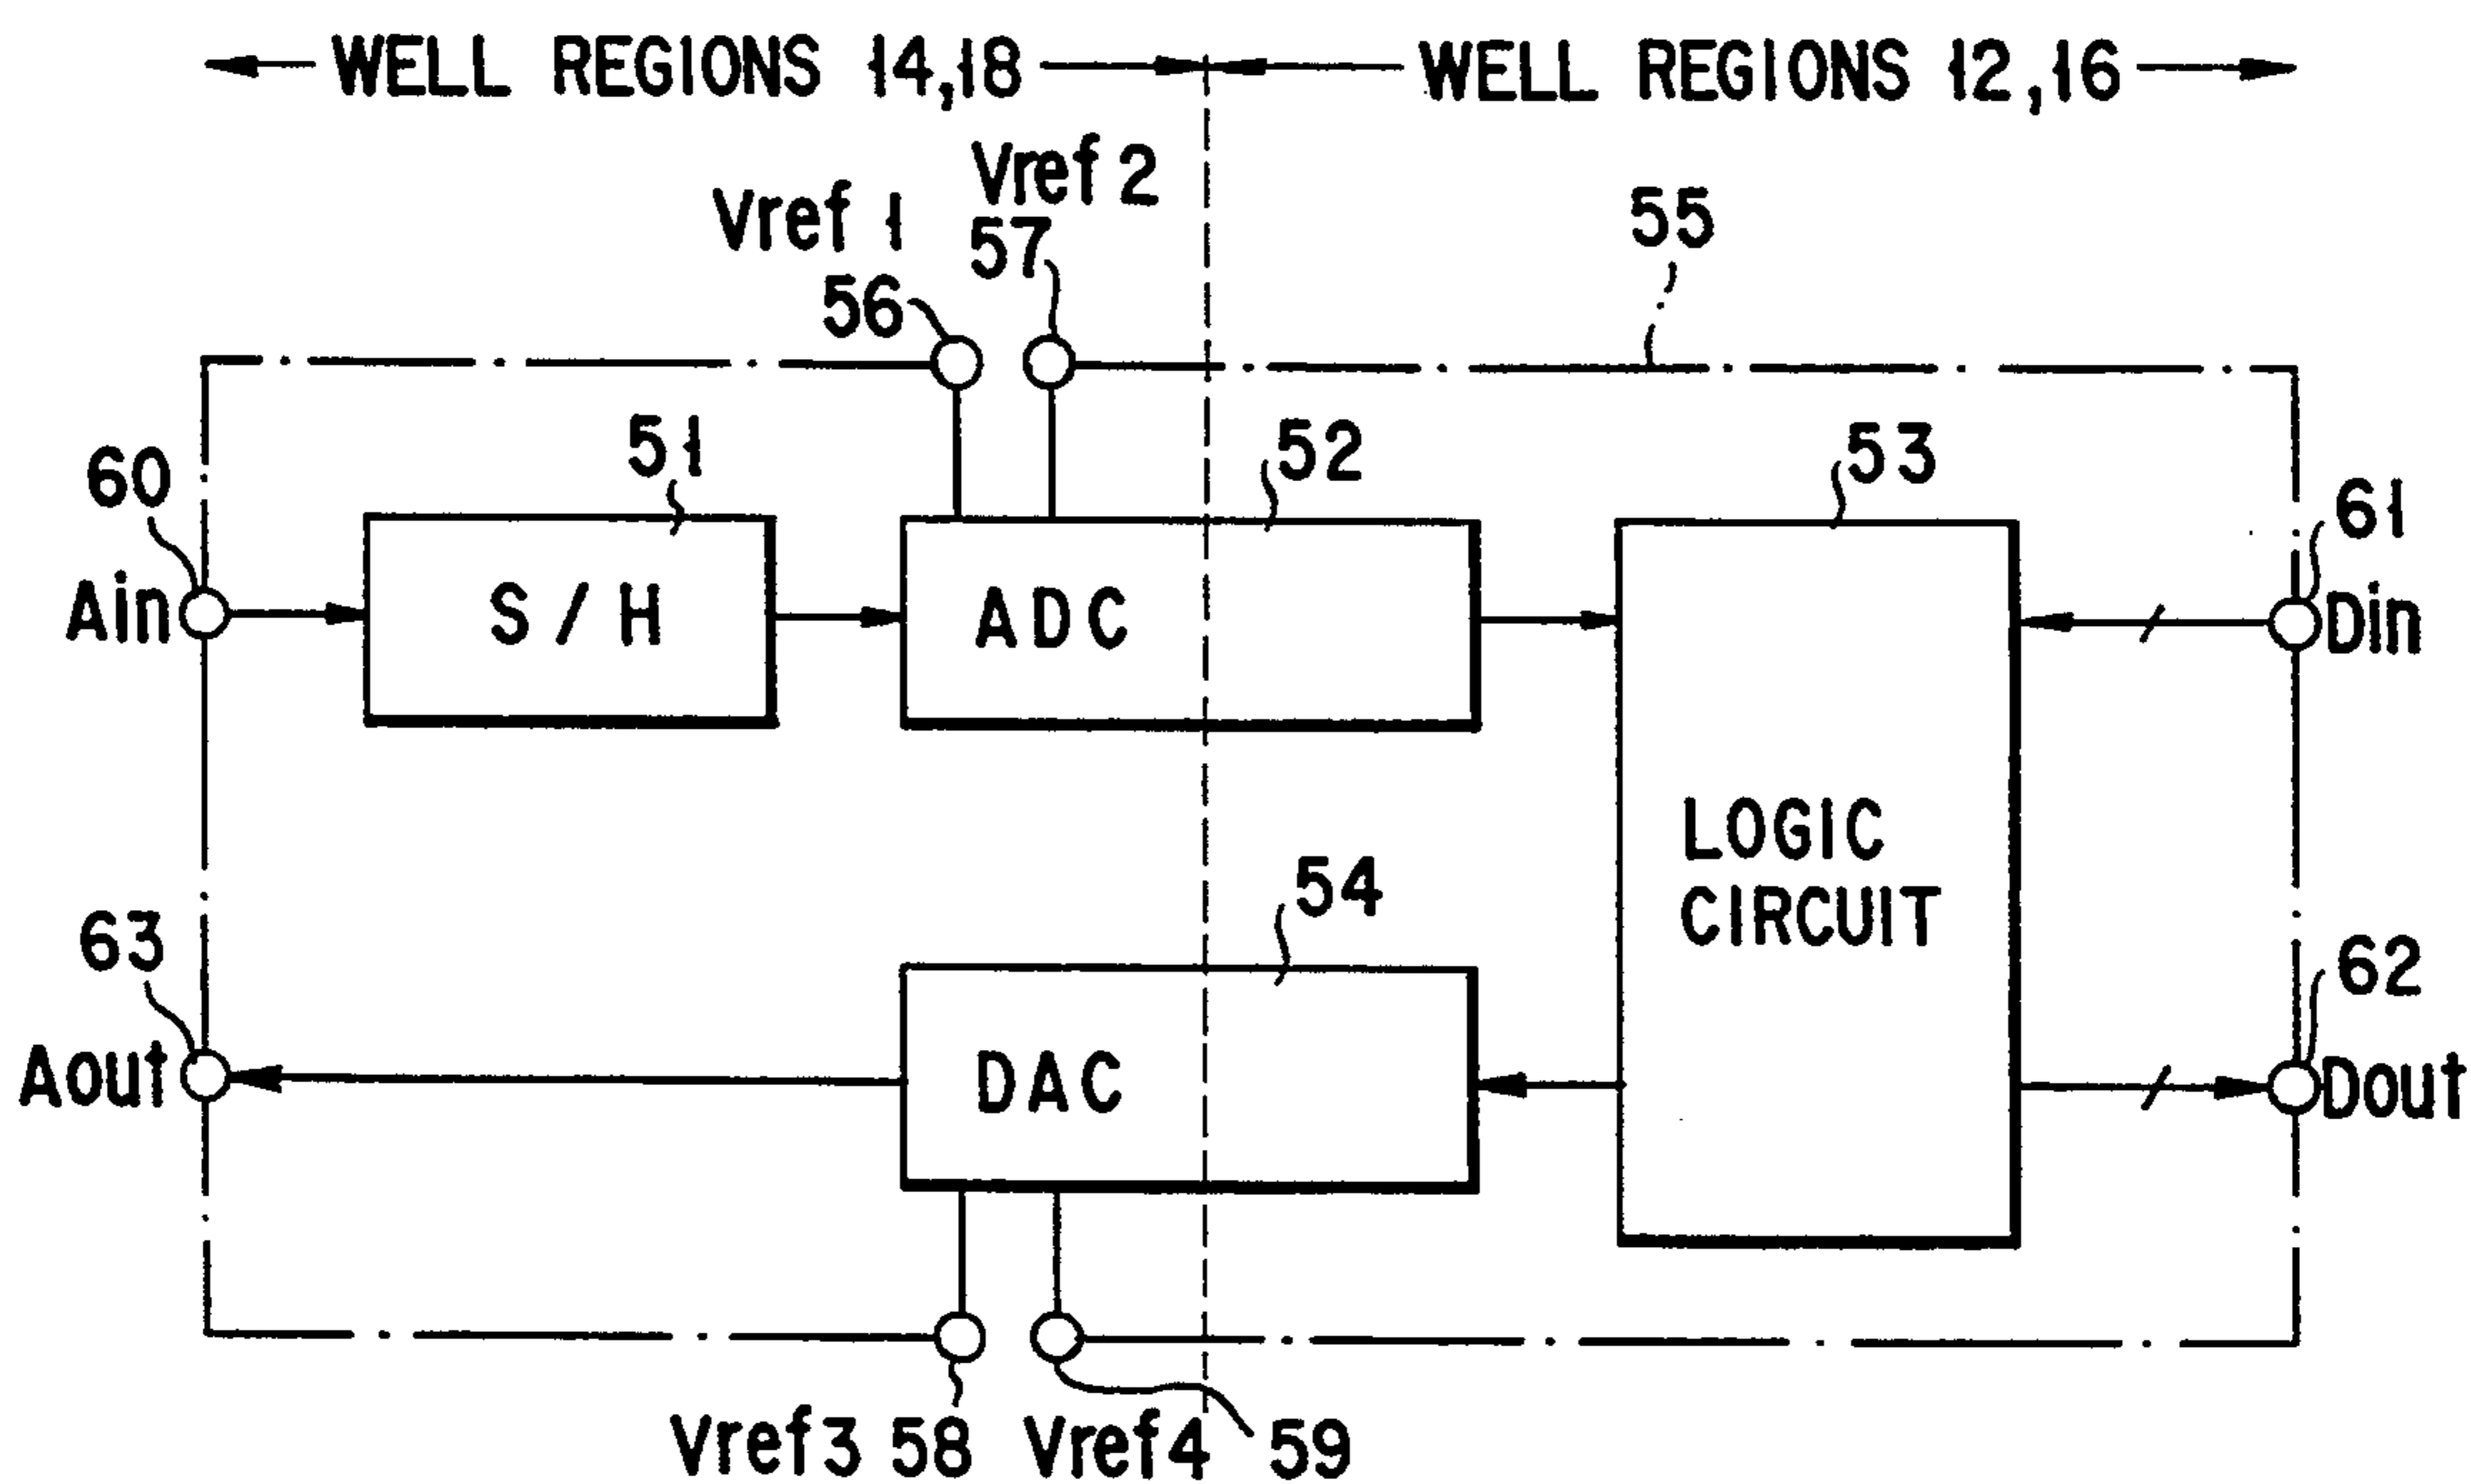 WELL REGIONS 14,18
WELL REGIONS 12,16
Vref 2
Vref 1
57
55
56
51
52
53
60
61
Ain
S / H
ADC
Din
LOGIC
CIRCUIT
54
63
62
Aout
DAC
Dout
Vref3 58
Vref4 59